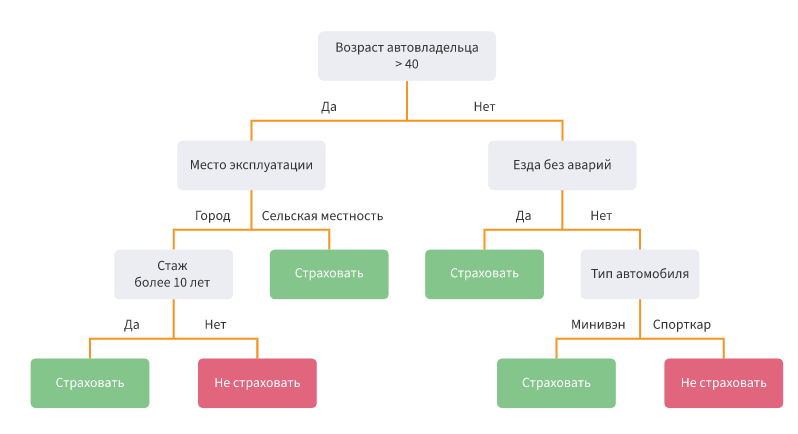 Возраст автовладельца
> 40
Да
Нет
Место эксплуатации
Езда без аварий
Город
Сельская местность
Да
Нет
Стаж
более 10 лет
Страховать
Страховать
Тип автомобиля
Да
Нет
Минивэн
Спорткар
Страховать
Не страховать
Страховать
Не страховать